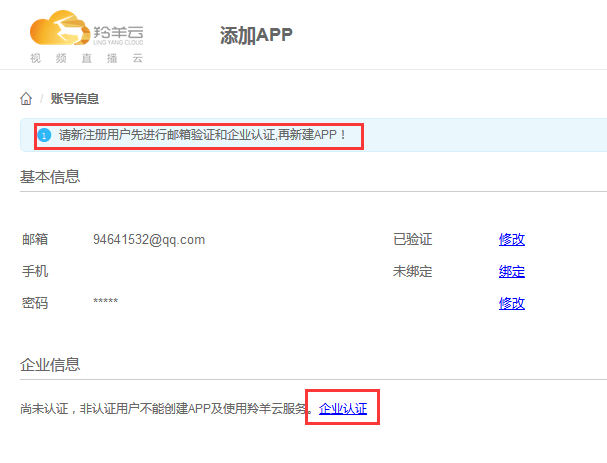 羚羊云
LING YANG CLOUD
视频直播云
添加APP
/ 账号信息
1 请新注册用户先进行邮箱验证和企业认证,再新建APP！
基本信息
邮箱 94641532@qq.com 已验证 修改
手机 未绑定 绑定
密码 ***** 修改
企业信息
尚未认证，非认证用户不能创建APP及使用羚羊云服务。企业认证